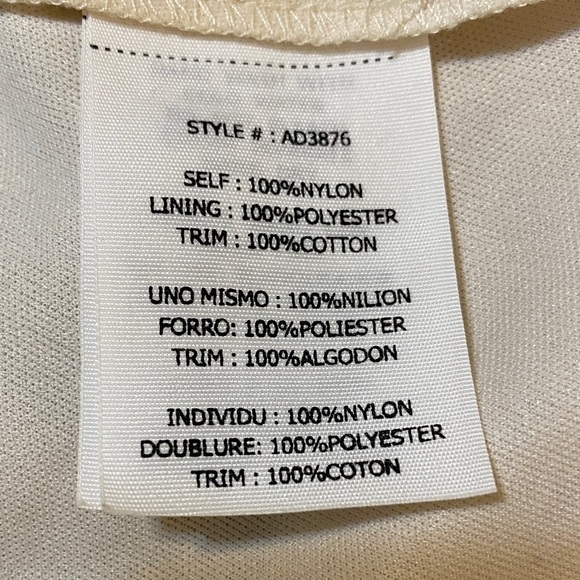 STYLE # : AD3876
SELF : 100%NYLON
LINING : 100%POLYESTER
TRIM : 100%COTTON
UNO MISMO : 100%NILION
FORRO: 100%POLIESTER
TRIM : 100%ALGODON
INDIVIDU : 100%NYLON
DOUBLURE: 100%POLYESTER
TRIM : 100%COTON